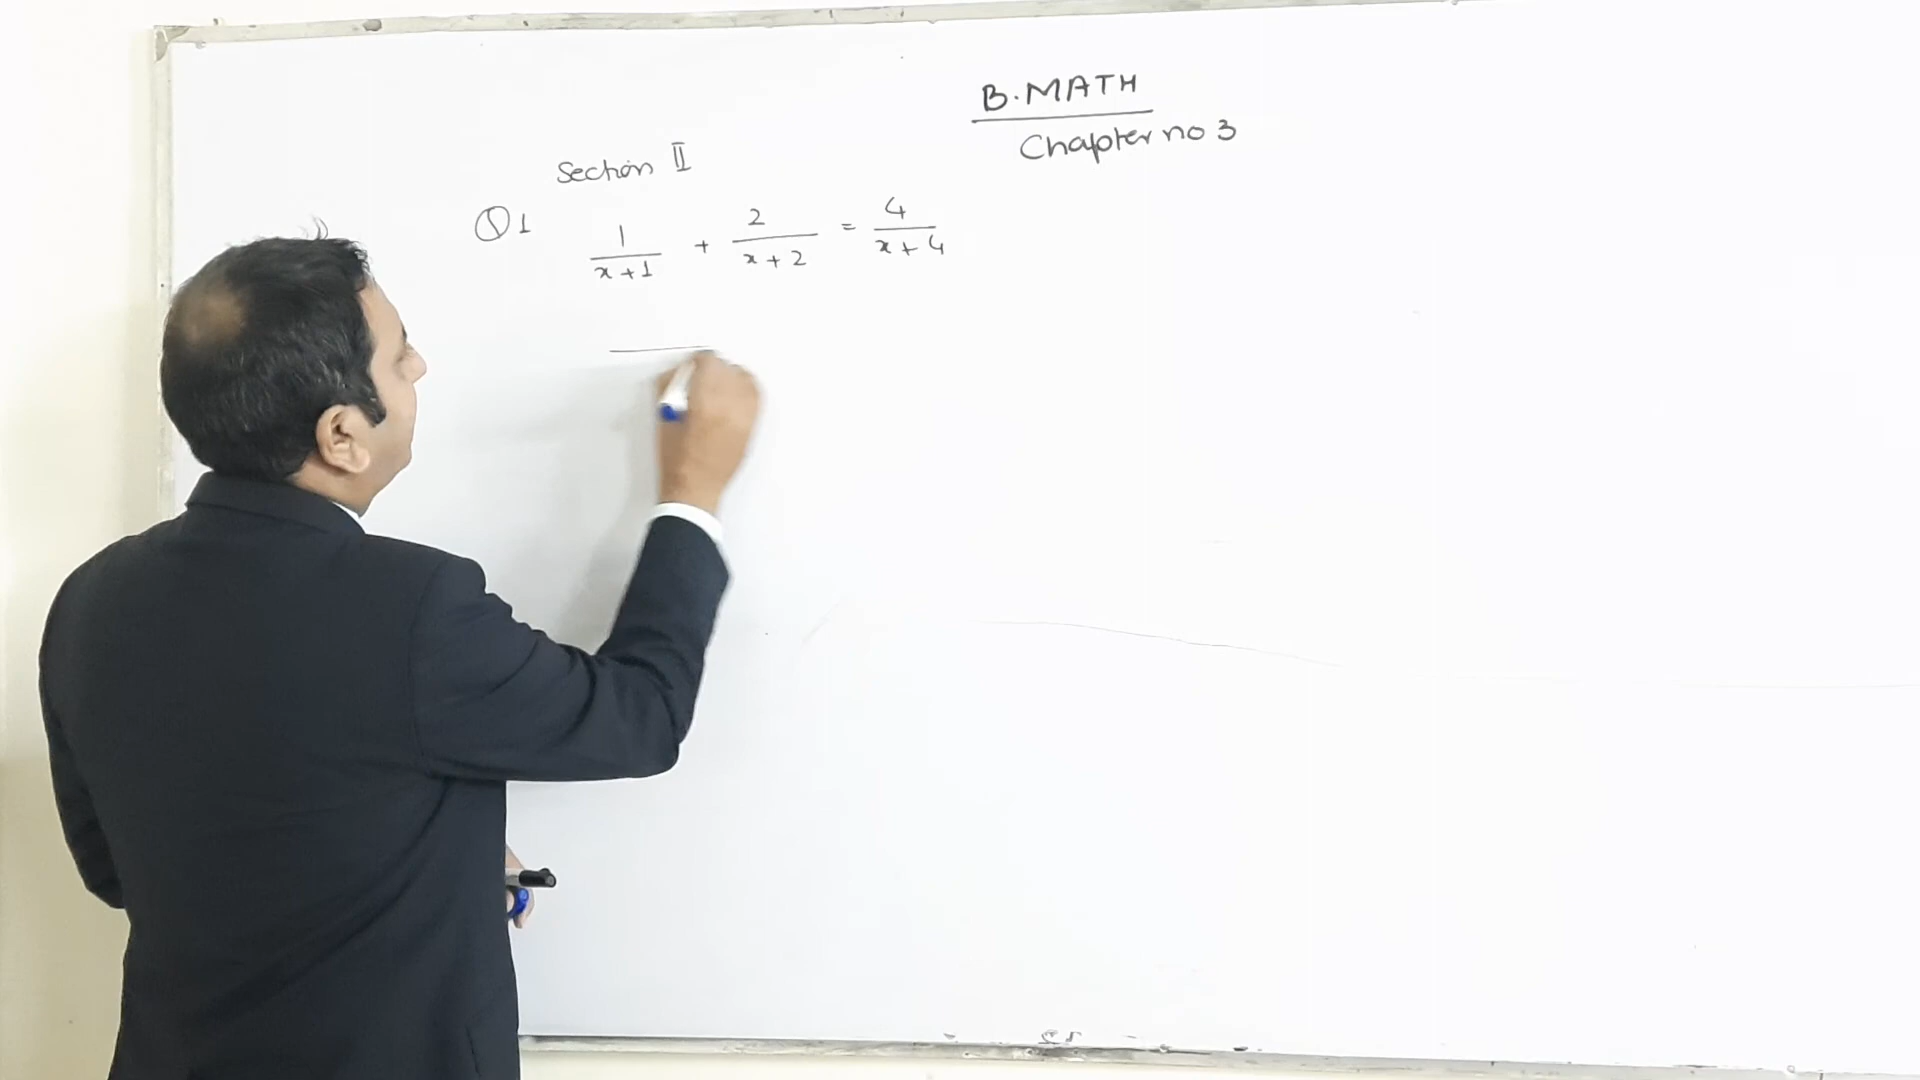 B.MATH
Chapter no 3
Section II
Q1 1/(x+1) + 2/(x+2) = 4/(x+4)